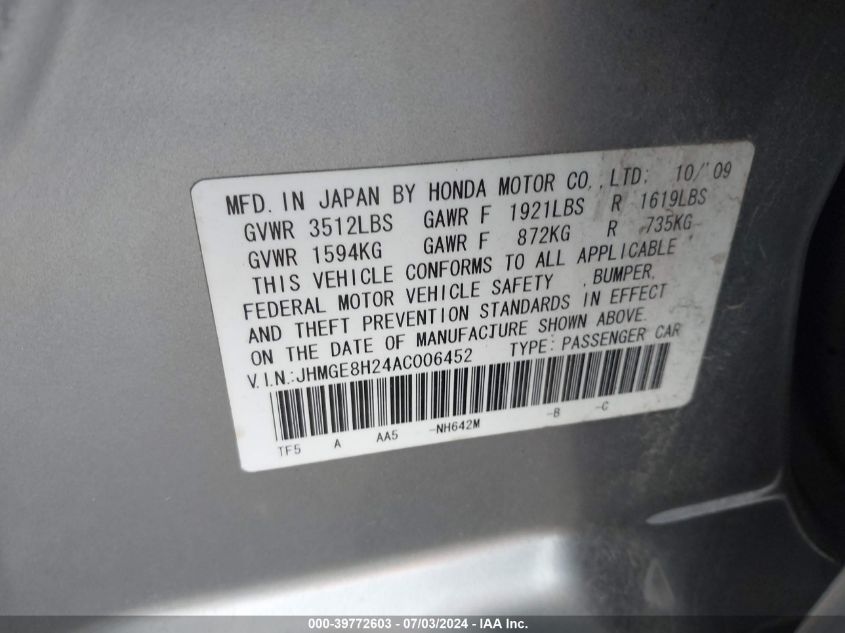 MFD. IN JAPAN BY HONDA MOTOR CO., LTD: 10/'09
GVWR 3512LBS GAWR F 1921LBS R 1619LBS
GVWR 1594KG GAWR F 872KG R 735KG
THIS VEHICLE CONFORMS TO ALL APPLICABLE
FEDERAL MOTOR VEHICLE SAFETY , BUMPER,
AND THEFT PREVENTION STANDARDS IN EFFECT
ON THE DATE OF MANUFACTURE SHOWN ABOVE.
V.I.N.:JHMGE8H24AC006452 TYPE: PASSENGER CAR
TF5 A AA5 -NH642M -B -C
000-39772603 - 07/03/2024 - IAA Inc.